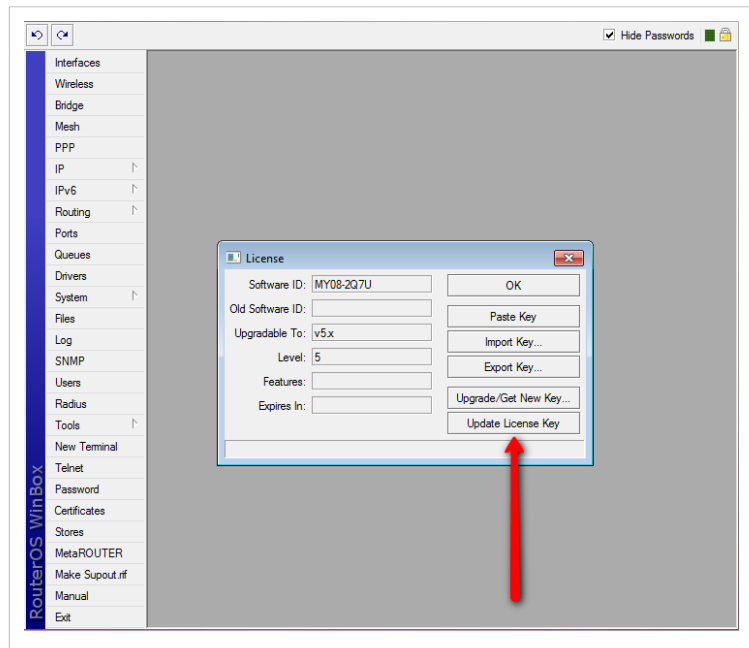 Hide Passwords
Interfaces
Wireless
Bridge
Mesh
PPP
IP
IPv6
Routing
Ports
Queues
Drivers
System
Files
Log
SNMP
Users
Radius
Tools
New Terminal
Telnet
Password
Certificates
Stores
MetaROUTER
Make Supout.rif
Manual
Exit
RouterOS WinBox
License
Software ID: MY08-2Q7U
Old Software ID:
Upgradable To: v5.x
Level: 5
Features:
Expires In:
OK
Paste Key
Import Key...
Export Key...
Upgrade/Get New Key...
Update License Key